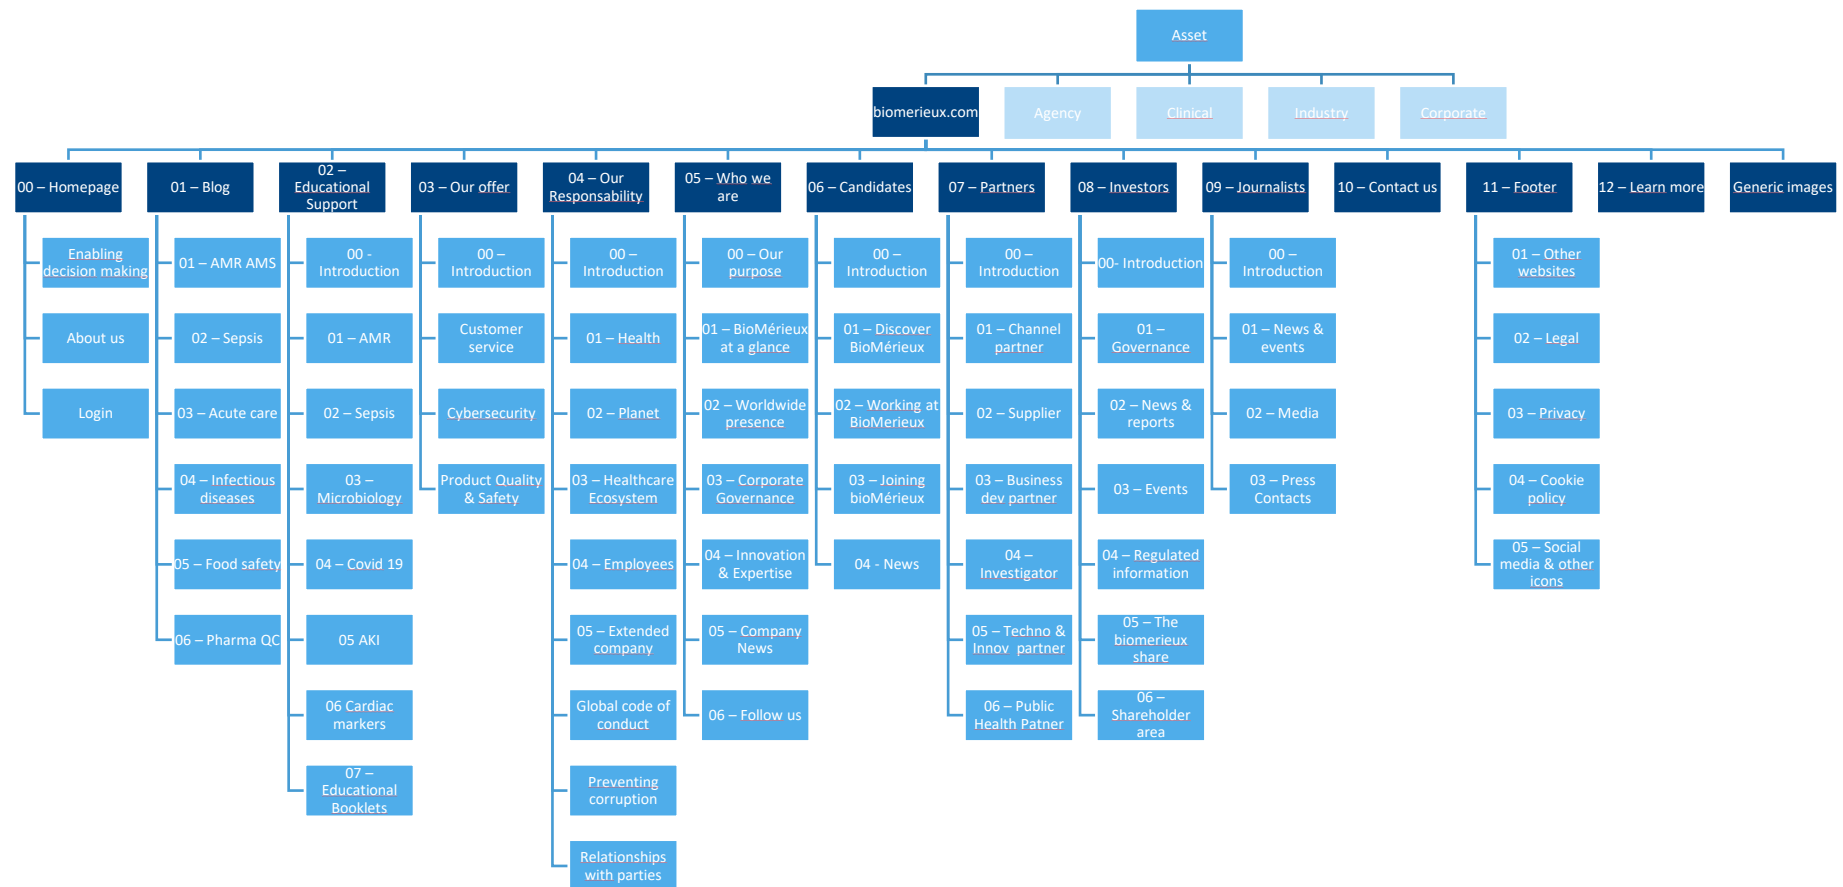 Asset
biomerieux.com
Agency
Clinical
Industry
Corporate
00 – Homepage
01 – Blog
02 –
Educational
Support
03 – Our offer
04 – Our
Responsability
05 – Who we
are
06 – Candidates
07 – Partners
08 – Investors
09 – Journalists
10 – Contact us
11 – Footer
12 – Learn more
Generic images
Enabling
decision making
About us
Login
01 – AMR AMS
02 – Sepsis
03 – Acute care
04 – Infectious
diseases
05 – Food safety
06 – Pharma QC
00 -
Introduction
01 – AMR
02 – Sepsis
03 –
Microbiology
04 – Covid 19
05 AKI
06 Cardiac
markers
07 –
Educational
Booklets
00 –
Introduction
Customer
service
Cybersecurity
Product Quality
& Safety
00 –
Introduction
01 – Health
02 – Planet
03 – Healthcare
Ecosystem
04 – Employees
05 – Extended
company
Global code of
conduct
Preventing
corruption
Relationships
with parties
00 – Our
purpose
01 – BioMérieux
at a glance
02 – Worldwide
presence
03 – Corporate
Governance
04 – Innovation
& Expertise
05 – Company
News
06 – Follow us
00 –
Introduction
01 – Discover
BioMérieux
02 – Working at
BioMerieux
03 – Joining
bioMérieux
04 - News
00 –
Introduction
01 – Channel
partner
02 – Supplier
03 – Business
dev partner
04 –
Investigator
05 – Techno &
Innov  partner
06 – Public
Health Patner
00- Introduction
01 –
Governance
02 – News &
reports
03 – Events
04 – Regulated
information
05 – The
biomerieux
share
06 –
Shareholder
area
00 –
Introduction
01 – News &
events
02 – Media
03 – Press
Contacts
01 – Other
websites
02 – Legal
03 – Privacy
04 – Cookie
policy
05 – Social
media & other
icons